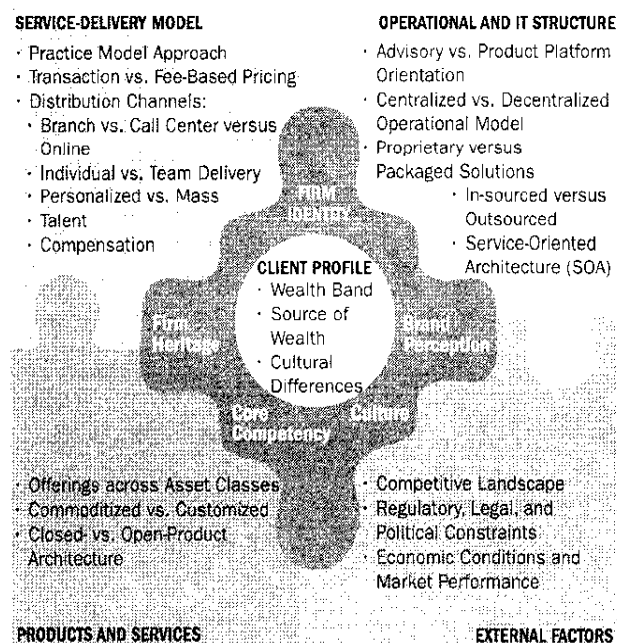 SERVICE-DELIVERY MODEL
· Practice Model Approach
· Transaction vs. Fee-Based Pricing
· Distribution Channels:
· Branch vs. Call Center versus
Online
· Individual vs. Team Delivery
· Personalized vs. Mass
· Talent
· Compensation
OPERATIONAL AND IT STRUCTURE
· Advisory vs. Product Platform
Orientation
· Centralized vs. Decentralized
Operational Model
· Proprietary versus
Packaged Solutions
· In-sourced versus
Outsourced
· Service-Oriented
Architecture (SOA)
FIRM
IDENTITY
CLIENT PROFILE
· Wealth Band
· Source of
Wealth
· Cultural
Differences
Firm
Heritage
Brand
Perception
Core
Competency
Culture
· Offerings across Asset Classes
· Commoditized vs. Customized
· Closed- vs. Open-Product
Architecture
PRODUCTS AND SERVICES
· Competitive Landscape
· Regulatory, Legal, and
Political Constraints
· Economic Conditions and
Market Performance
EXTERNAL FACTORS